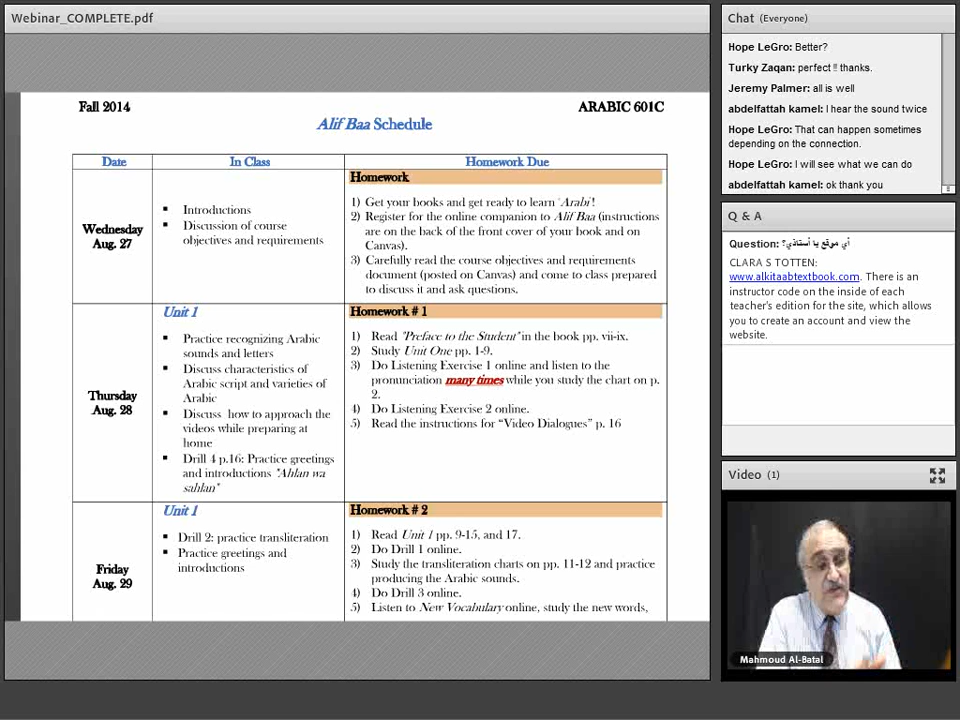 Webinar_COMPLETE.pdf
Fall 2014
ARABIC 601C
Alif Baa Schedule
Date
In Class
Homework Due
Wednesday
Aug. 27
▪ Introductions
▪ Discussion of course
objectives and requirements
Homework
1) Get your books and get ready to learn 'Arabi'!
2) Register for the online companion to Alif Baa (instructions
are on the back of the front cover of your book and on
Canvas).
3) Carefully read the course objectives and requirements
document (posted on Canvas) and come to class prepared
to discuss it and ask questions.
Thursday
Aug. 28
Unit 1
▪ Practice recognizing Arabic
sounds and letters
▪ Discuss characteristics of
Arabic script and varieties of
Arabic
▪ Discuss how to approach the
videos while preparing at
home
▪ Drill 4 p.16: Practice greetings
and introductions "Ahlan wa
sahlan"
Homework # 1
1) Read "Preface to the Student" in the book pp. vii-ix.
2) Study Unit One pp. 1-9.
3) Do Listening Exercise 1 online and listen to the
pronunciation many times while you study the chart on p.
2.
4) Do Listening Exercise 2 online.
5) Read the instructions for “Video Dialogues” p. 16
Friday
Aug. 29
Unit 1
▪ Drill 2: practice transliteration
▪ Practice greetings and
introductions
Homework # 2
1) Read Unit 1 pp. 9-15, and 17.
2) Do Drill 1 online.
3) Study the transliteration charts on pp. 11-12 and practice
producing the Arabic sounds.
4) Do Drill 3 online.
5) Listen to New Vocabulary online, study the new words,
Chat (Everyone)
Hope LeGro: Better?
Turky Zaqan: perfect !! thanks.
Jeremy Palmer: all is well
abdelfattah kamel: I hear the sound twice
Hope LeGro: That can happen sometimes
depending on the connection.
Hope LeGro: I will see what we can do
abdelfattah kamel: ok thank you
Q & A
Question: أي موقع يا أستاذي؟
CLARA S TOTTEN:
www.alkitaabtextbook.com. There is an
instructor code on the inside of each
teacher's edition for the site, which allows
you to create an account and view the
website.
Video (1)
Mahmoud Al-Batal